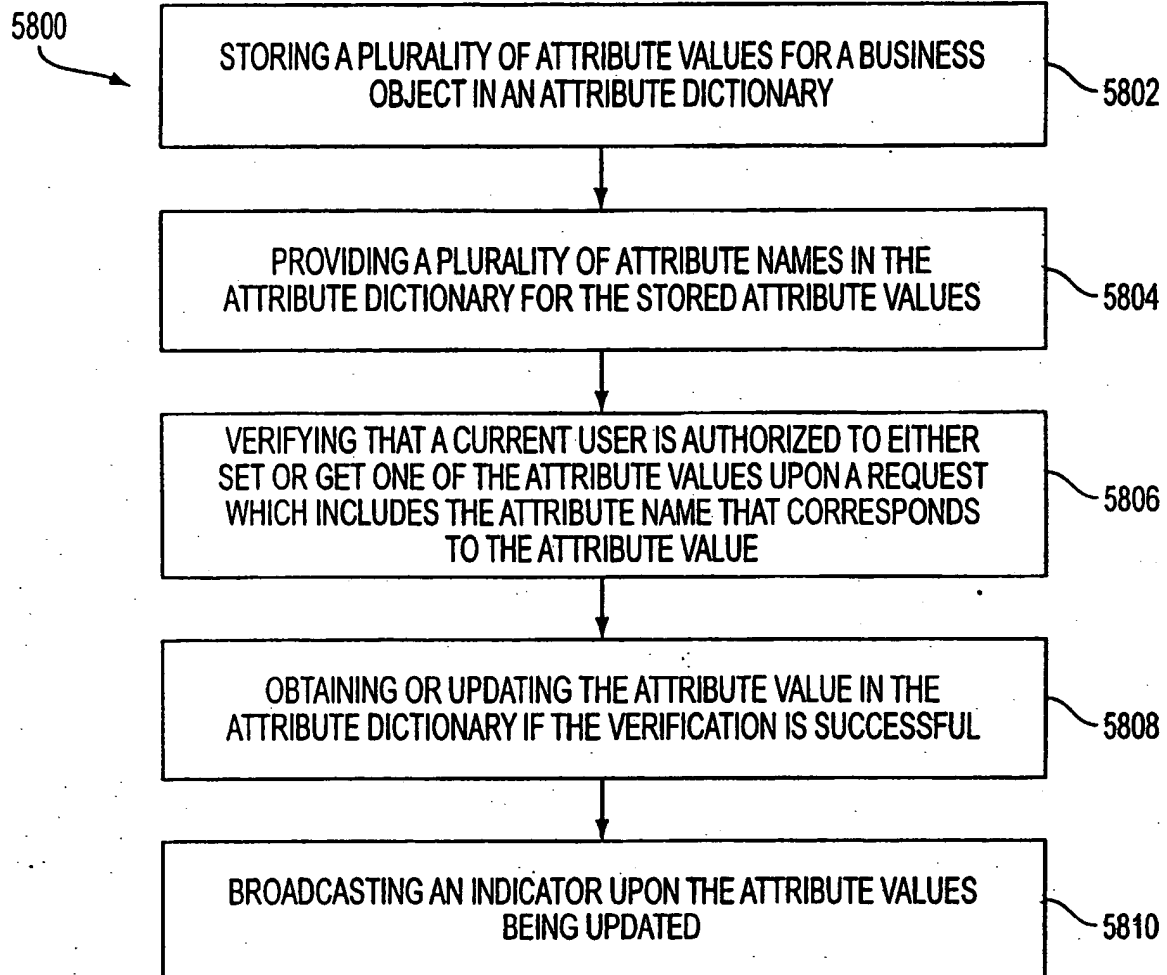 5800
STORING A PLURALITY OF ATTRIBUTE VALUES FOR A BUSINESS
OBJECT IN AN ATTRIBUTE DICTIONARY
5802
PROVIDING A PLURALITY OF ATTRIBUTE NAMES IN THE
ATTRIBUTE DICTIONARY FOR THE STORED ATTRIBUTE VALUES
5804
VERIFYING THAT A CURRENT USER IS AUTHORIZED TO EITHER
SET OR GET ONE OF THE ATTRIBUTE VALUES UPON A REQUEST
WHICH INCLUDES THE ATTRIBUTE NAME THAT CORRESPONDS
TO THE ATTRIBUTE VALUE
5806
OBTAINING OR UPDATING THE ATTRIBUTE VALUE IN THE
ATTRIBUTE DICTIONARY IF THE VERIFICATION IS SUCCESSFUL
5808
BROADCASTING AN INDICATOR UPON THE ATTRIBUTE VALUES
BEING UPDATED
5810